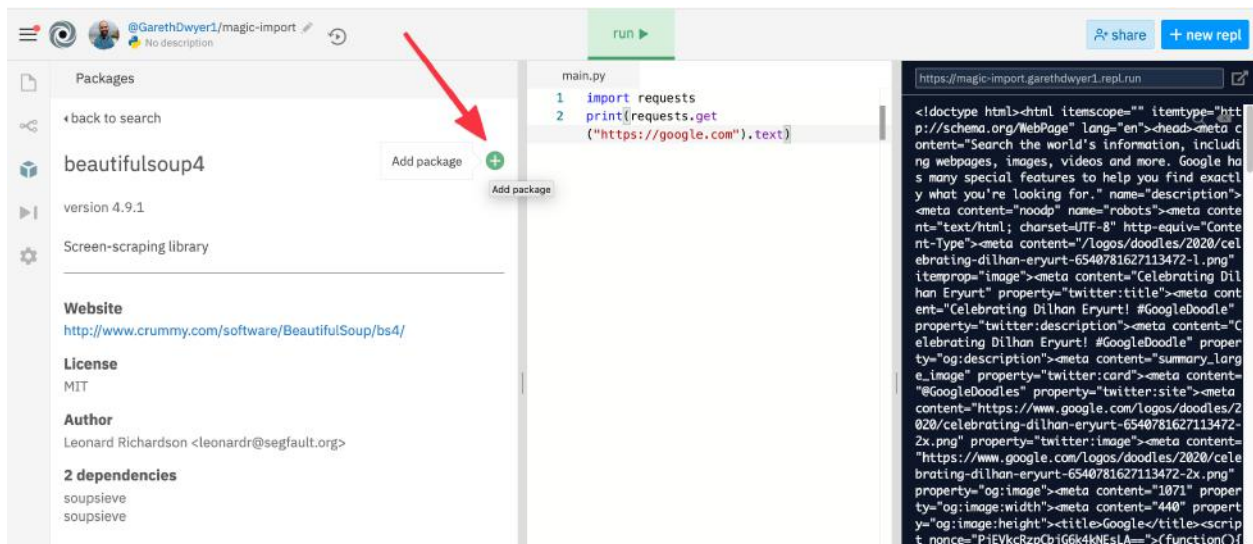 @GarethDwyer1/magic-import
No description
run
share
+ new repl
Packages
back to search
beautifulsoup4
Add package
Add package
version 4.9.1
Screen-scraping library
Website
http://www.crummy.com/software/BeautifulSoup/bs4/
License
MIT
Author
Leonard Richardson <leonardr@segfault.org>
2 dependencies
soupsieve
soupsieve
main.py
1 import requests
2 print(requests.get
("https://google.com").text)
https://magic-import.garethdwyer1.repl.run
<!doctype html><html itemscope="" itemtype="htt
p://schema.org/WebPage" lang="en"><head><meta c
ontent="Search the world's information, includi
ng webpages, images, videos and more. Google ha
s many special features to help you find exactl
y what you're looking for." name="description">
<meta content="noodp" name="robots"><meta conte
nt="text/html; charset=UTF-8" http-equiv="Conte
nt-Type"><meta content="/logos/doodles/2020/cel
ebrating-dilhan-eryurt-6540781627113472-l.png"
itemprop="image"><meta content="Celebrating Dil
han Eryurt" property="twitter:title"><meta cont
ent="Celebrating Dilhan Eryurt! #GoogleDoodle"
property="twitter:description"><meta content="C
elebrating Dilhan Eryurt! #GoogleDoodle" proper
ty="og:description"><meta content="summary_larg
e_image" property="twitter:card"><meta content=
"@GoogleDoodles" property="twitter:site"><meta
content="https://www.google.com/logos/doodles/2
020/celebrating-dilhan-eryurt-6540781627113472-
2x.png" property="twitter:image"><meta content=
"https://www.google.com/logos/doodles/2020/cele
brating-dilhan-eryurt-6540781627113472-2x.png"
property="og:image"><meta content="1071" proper
ty="og:image:width"><meta content="440" propert
y="og:image:height"><title>Google</title><scrip